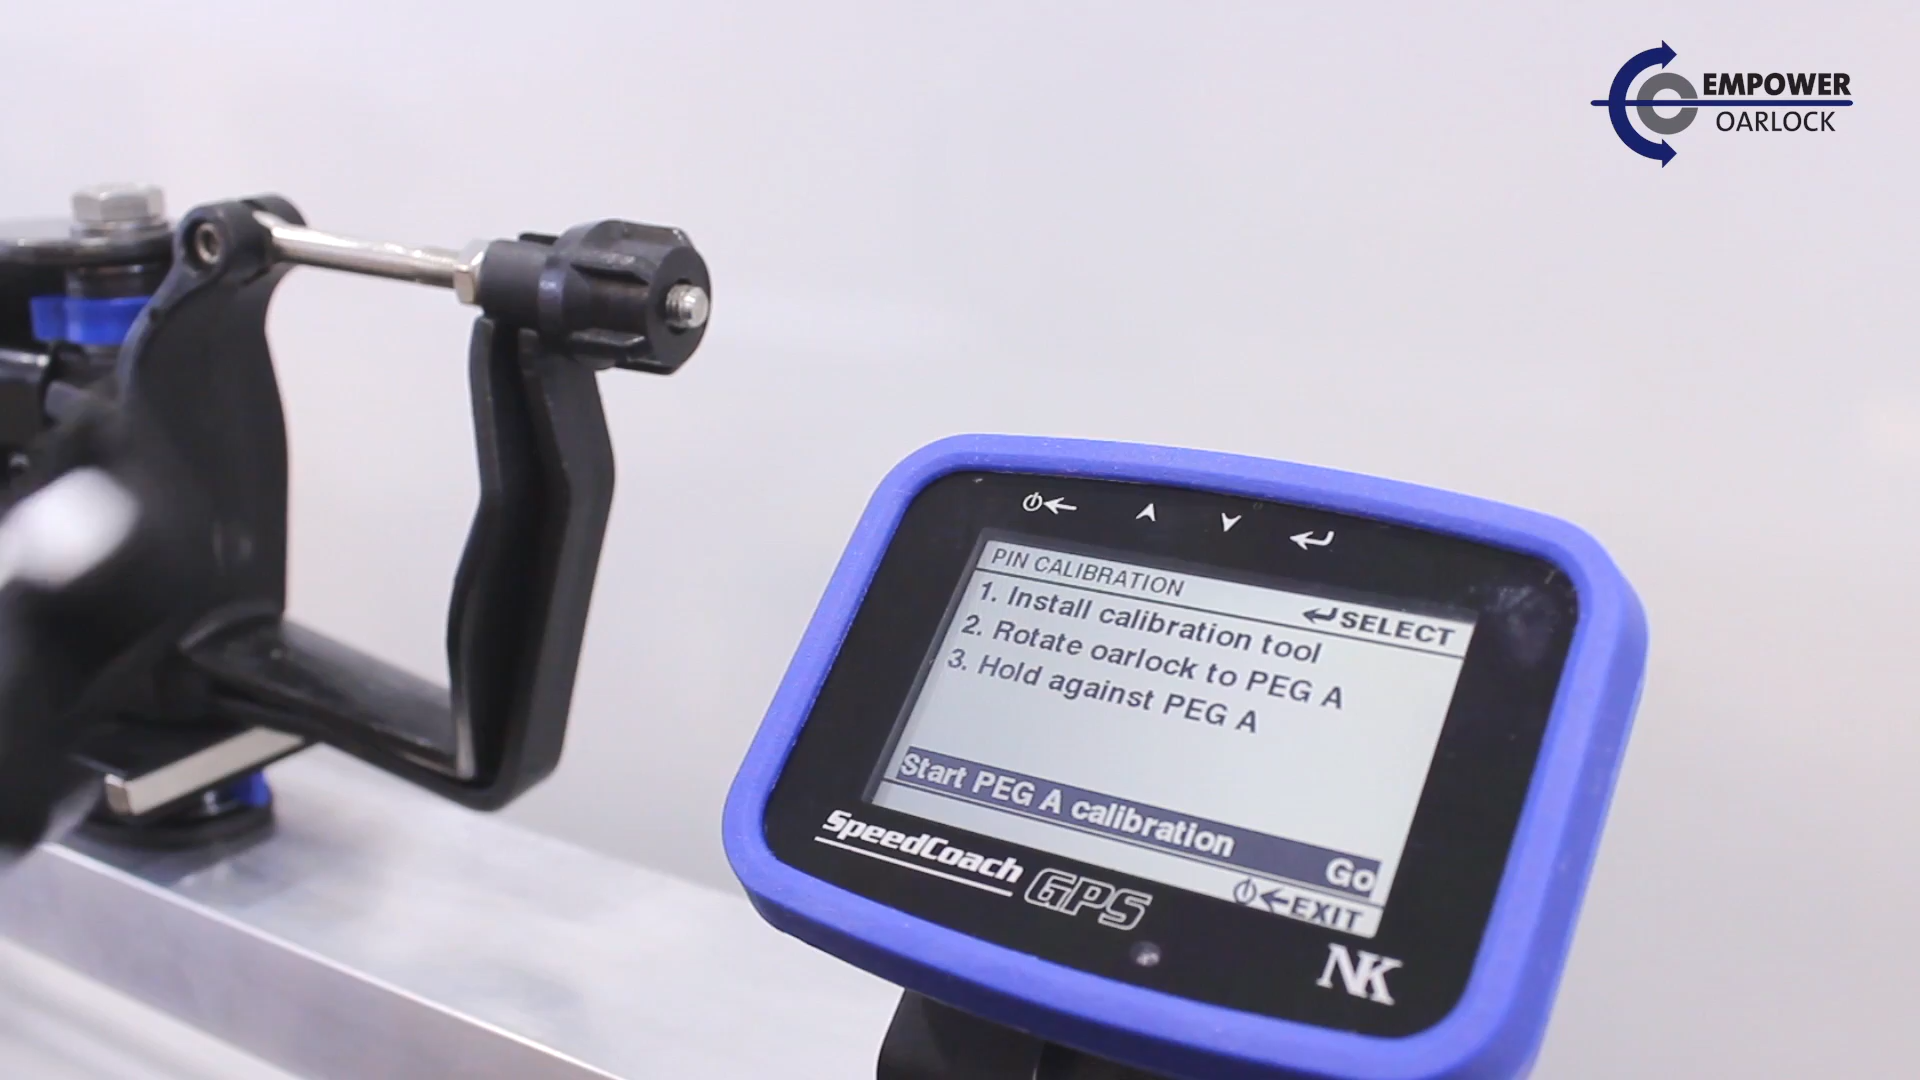 EMPOWER
OARLOCK
PIN CALIBRATION
SELECT
1. Install calibration tool
2. Rotate oarlock to PEG A
3. Hold against PEG A
Start PEG A calibration Go
EXIT
SpeedCoach GPS
NK